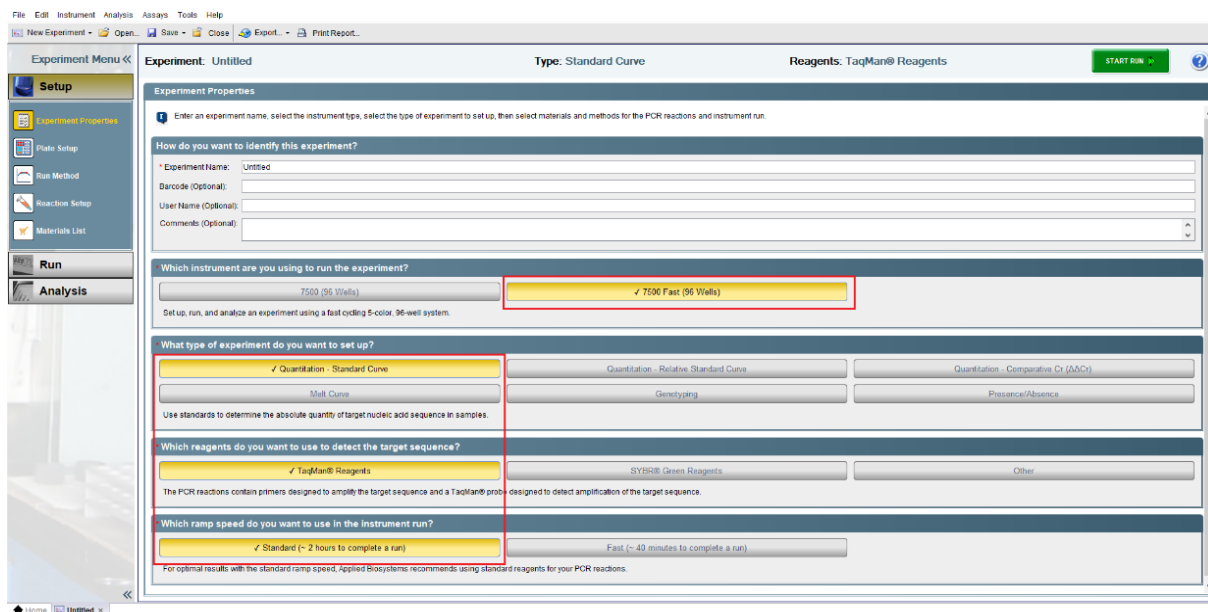 File Edit Instrument Analysis Assays Tools Help
New Experiment Open... Save Close Export... Print Report...
Experiment Menu «
Experiment: Untitled Type: Standard Curve Reagents: TaqMan® Reagents START RUN
Setup
Experiment Properties
Plate Setup
Run Method
Reaction Setup
Materials List
Run
Analysis
Experiment Properties
Enter an experiment name, select the instrument type, select the type of experiment to set up, then select materials and methods for the PCR reactions and instrument run.
How do you want to identify this experiment?
* Experiment Name: Untitled
Barcode (Optional):
User Name (Optional):
Comments (Optional):
* Which instrument are you using to run the experiment?
7500 (96 Wells) ✓ 7500 Fast (96 Wells)
Set up, run, and analyze an experiment using a fast cycling 5-color, 96-well system.
* What type of experiment do you want to set up?
✓ Quantitation - Standard Curve Quantitation - Relative Standard Curve Quantitation - Comparative CT (ΔΔCT)
Melt Curve Genotyping Presence/Absence
Use standards to determine the absolute quantity of target nucleic acid sequence in samples.
* Which reagents do you want to use to detect the target sequence?
✓ TaqMan® Reagents SYBR® Green Reagents Other
The PCR reactions contain primers designed to amplify the target sequence and a TaqMan® probe designed to detect amplification of the target sequence.
* Which ramp speed do you want to use in the instrument run?
✓ Standard (~ 2 hours to complete a run) Fast (~ 40 minutes to complete a run)
For optimal results with the standard ramp speed, Applied Biosystems recommends using standard reagents for your PCR reactions.
«
Home Untitled ×